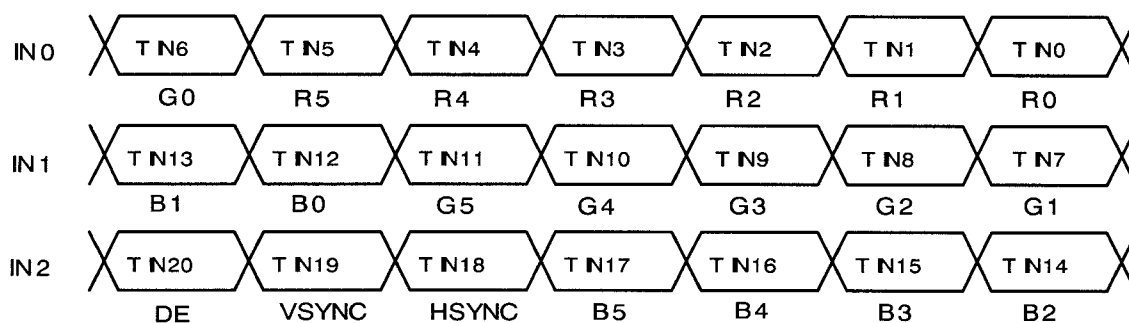 IN0 TIN6 TIN5 TIN4 TIN3 TIN2 TIN1 TIN0
G0 R5 R4 R3 R2 R1 R0
IN1 TIN13 TIN12 TIN11 TIN10 TIN9 TIN8 TIN7
B1 B0 G5 G4 G3 G2 G1
IN2 TIN20 TIN19 TIN18 TIN17 TIN16 TIN15 TIN14
DE VSYNC HSYNC B5 B4 B3 B2